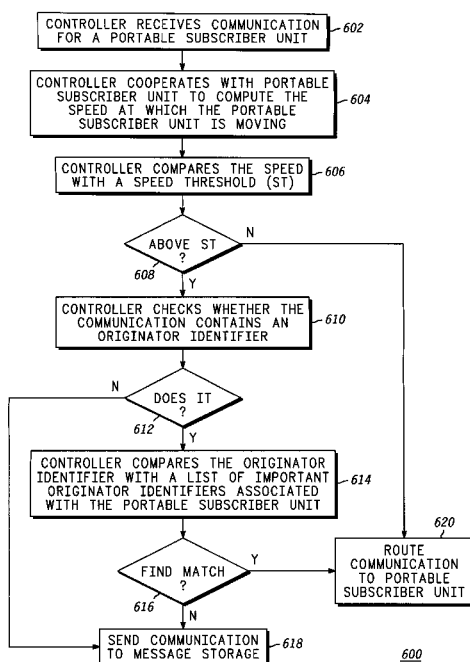 CONTROLLER RECEIVES COMMUNICATION
FOR A PORTABLE SUBSCRIBER UNIT
602
CONTROLLER COOPERATES WITH PORTABLE
SUBSCRIBER UNIT TO COMPUTE THE
SPEED AT WHICH THE PORTABLE
SUBSCRIBER UNIT IS MOVING
604
CONTROLLER COMPARES THE SPEED
WITH A SPEED THRESHOLD (ST)
606
ABOVE ST
?
608
N
Y
CONTROLLER CHECKS WHETHER THE
COMMUNICATION CONTAINS AN
ORIGINATOR IDENTIFIER
610
N
DOES IT
?
612
Y
CONTROLLER COMPARES THE ORIGINATOR
IDENTIFIER WITH A LIST OF IMPORTANT
ORIGINATOR IDENTIFIERS ASSOCIATED
WITH THE PORTABLE SUBSCRIBER UNIT
614
FIND MATCH
?
616
Y
N
620
ROUTE
COMMUNICATION
TO PORTABLE
SUBSCRIBER UNIT
SEND COMMUNICATION
TO MESSAGE STORAGE
618
600